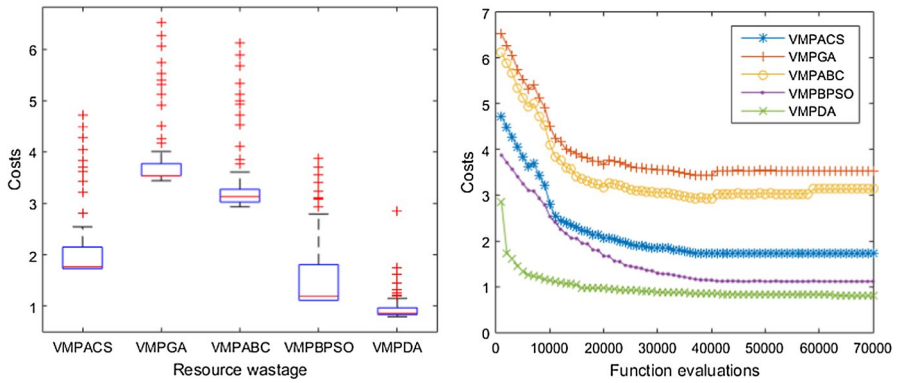 Costs
6
5
4
3
2
1
VMPACS VMPGA VMPABC VMPBPSO VMPDA
Resource wastage
Costs
7
6
5
4
3
2
1
0
0 10000 20000 30000 40000 50000 60000 70000
Function evaluations
VMPACS
VMPGA
VMPABC
VMPBPSO
VMPDA